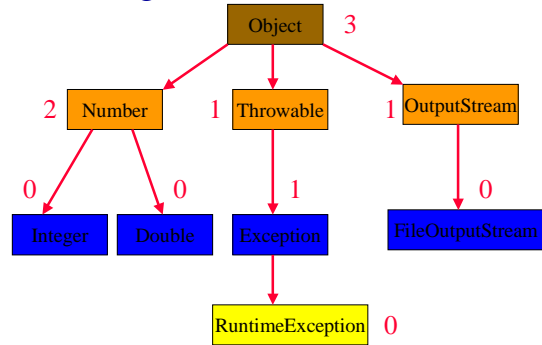 Object 3
2 Number 1 Throwable 1 OutputStream
0 0 1 0
Integer Double Exception FileOutputStream
RuntimeException 0